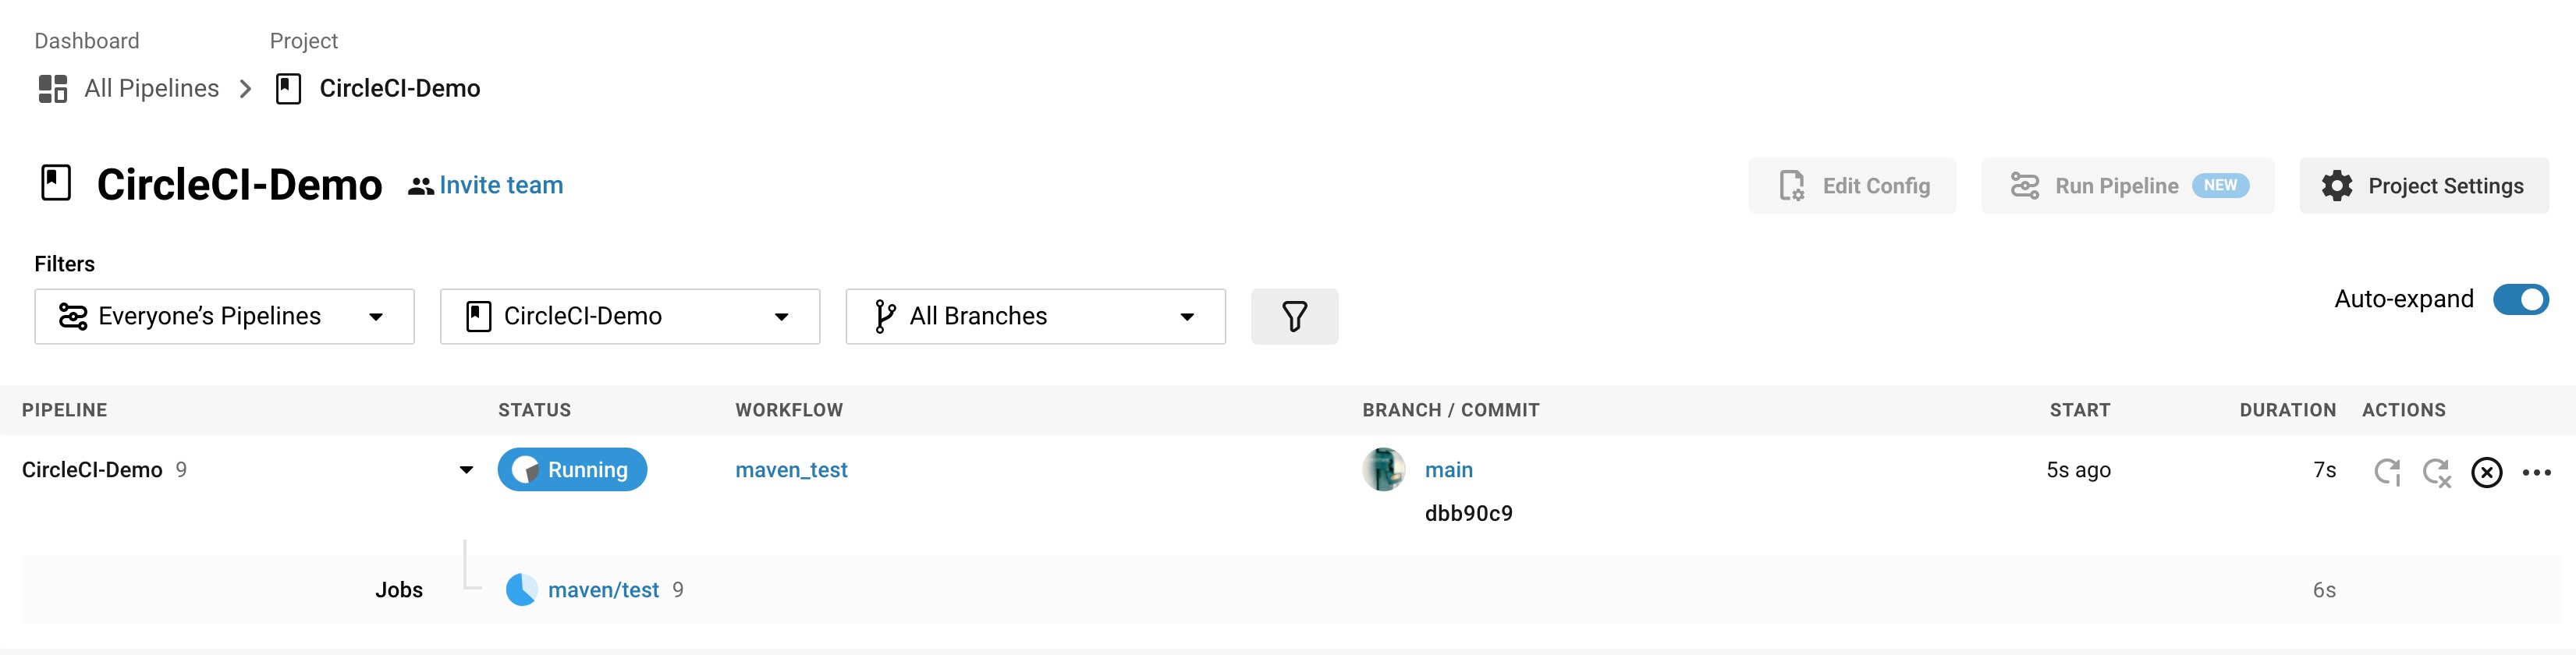 Dashboard Project
All Pipelines CircleCI-Demo
CircleCI-Demo Invite team Edit Config Run Pipeline NEW Project Settings
Filters
Everyone’s Pipelines CircleCI-Demo All Branches Auto-expand
PIPELINE STATUS WORKFLOW BRANCH / COMMIT START DURATION ACTIONS
CircleCI-Demo 9 Running maven_test main 5s ago 7s
dbb90c9
Jobs maven/test 9 6s